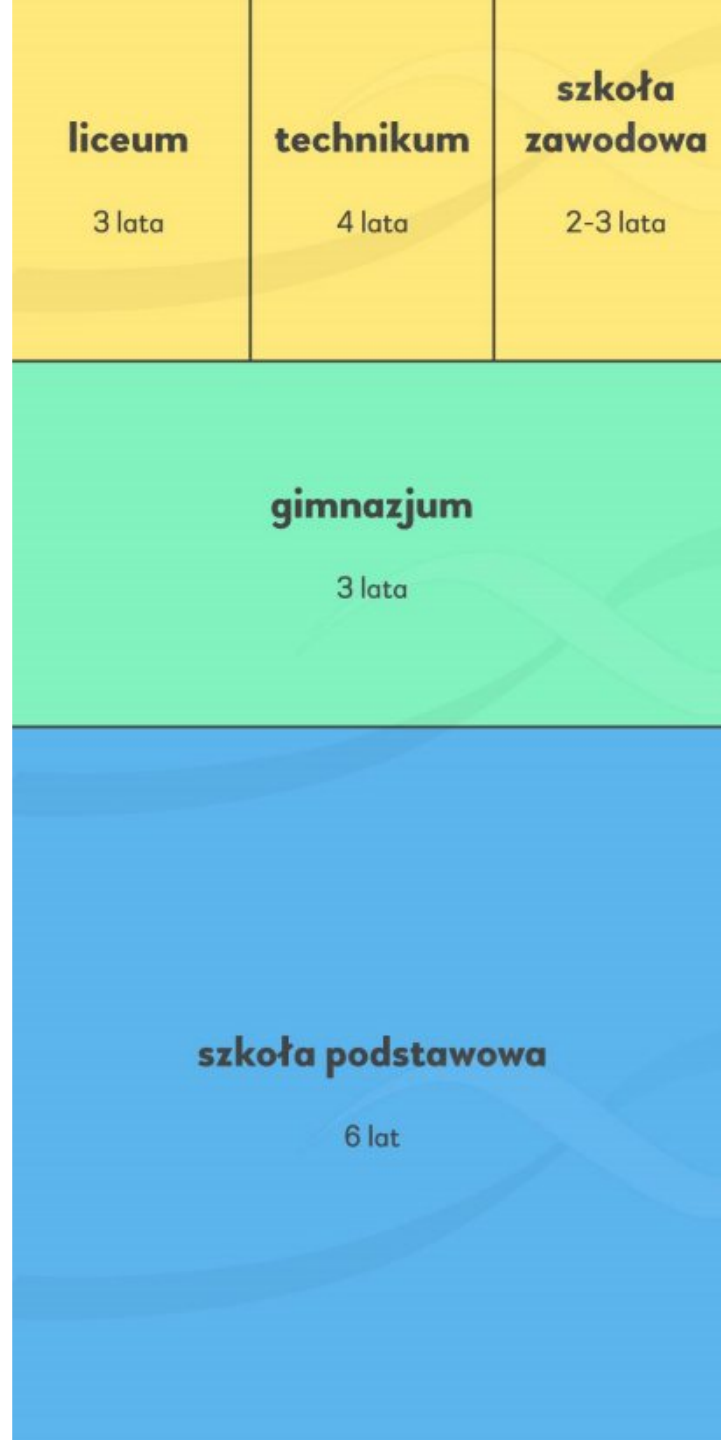 liceum
3 lata
technikum
4 lata
szkoła
zawodowa
2-3 lata
gimnazjum
3 lata
szkoła podstawowa
6 lat